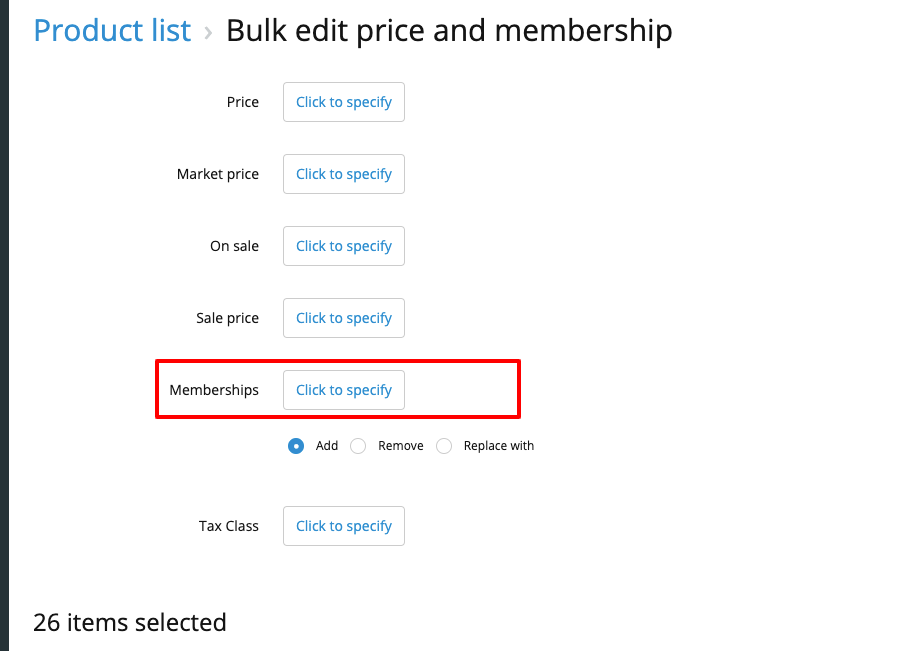 Product list › Bulk edit price and membership
Price Click to specify
Market price Click to specify
On sale Click to specify
Sale price Click to specify
Memberships Click to specify
Add Remove Replace with
Tax Class Click to specify
26 items selected